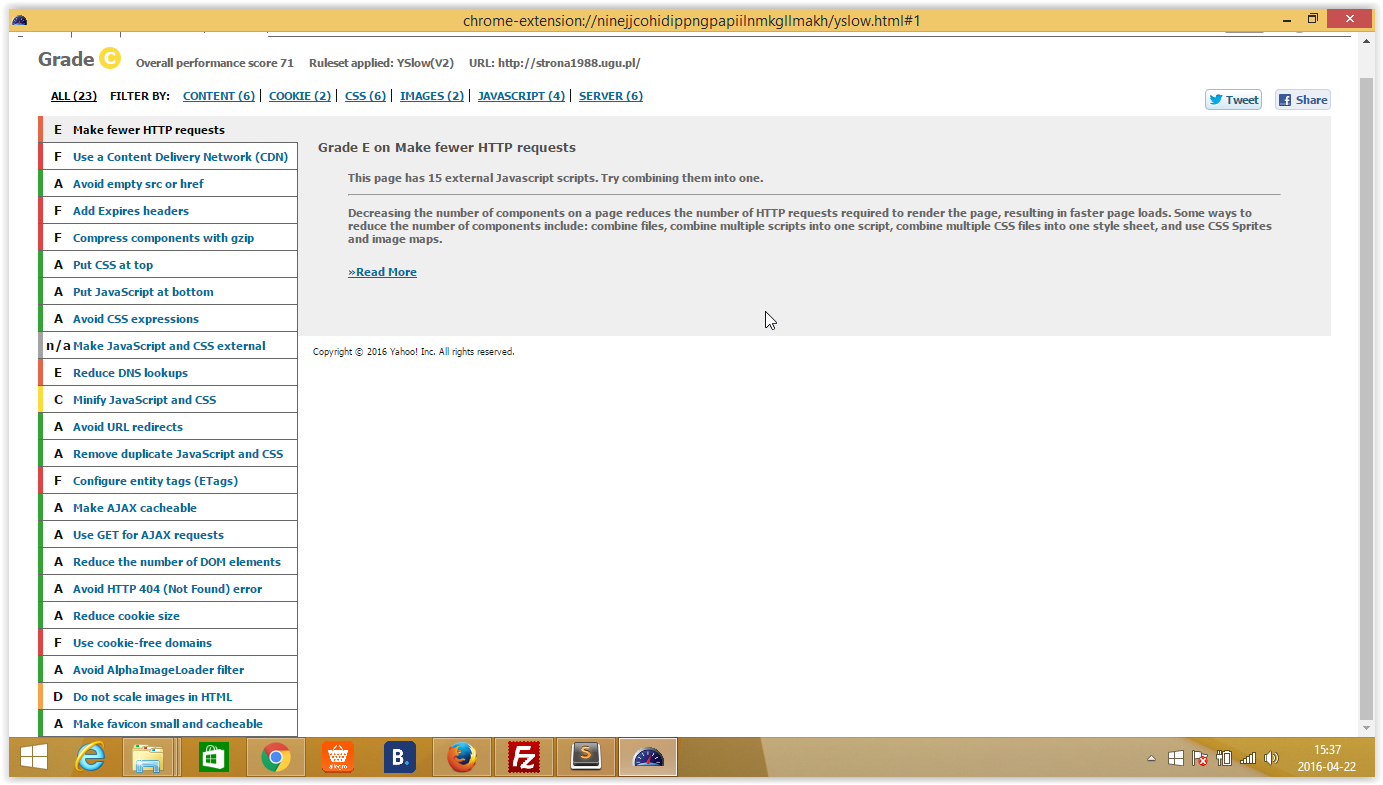 chrome-extension://ninejjcohidippngpapiilnmkgllmakh/yslow.html#1
Grade C Overall performance score 71 Ruleset applied: YSlow(V2) URL: http://strona1988.ugu.pl/
ALL (23) FILTER BY: CONTENT (6) | COOKIE (2) | CSS (6) | IMAGES (2) | JAVASCRIPT (4) | SERVER (6)
Tweet Share
E Make fewer HTTP requests
F Use a Content Delivery Network (CDN)
A Avoid empty src or href
F Add Expires headers
F Compress components with gzip
A Put CSS at top
A Put JavaScript at bottom
A Avoid CSS expressions
n/a Make JavaScript and CSS external
E Reduce DNS lookups
C Minify JavaScript and CSS
A Avoid URL redirects
A Remove duplicate JavaScript and CSS
F Configure entity tags (ETags)
A Make AJAX cacheable
A Use GET for AJAX requests
A Reduce the number of DOM elements
A Avoid HTTP 404 (Not Found) error
A Reduce cookie size
F Use cookie-free domains
A Avoid AlphaImageLoader filter
D Do not scale images in HTML
A Make favicon small and cacheable
Grade E on Make fewer HTTP requests
This page has 15 external Javascript scripts. Try combining them into one.
Decreasing the number of components on a page reduces the number of HTTP requests required to render the page, resulting in faster page loads. Some ways to
reduce the number of components include: combine files, combine multiple scripts into one script, combine multiple CSS files into one style sheet, and use CSS Sprites
and image maps.
»Read More
Copyright © 2016 Yahoo! Inc. All rights reserved.
allegro
B.
Fz
S
15:37
2016-04-22